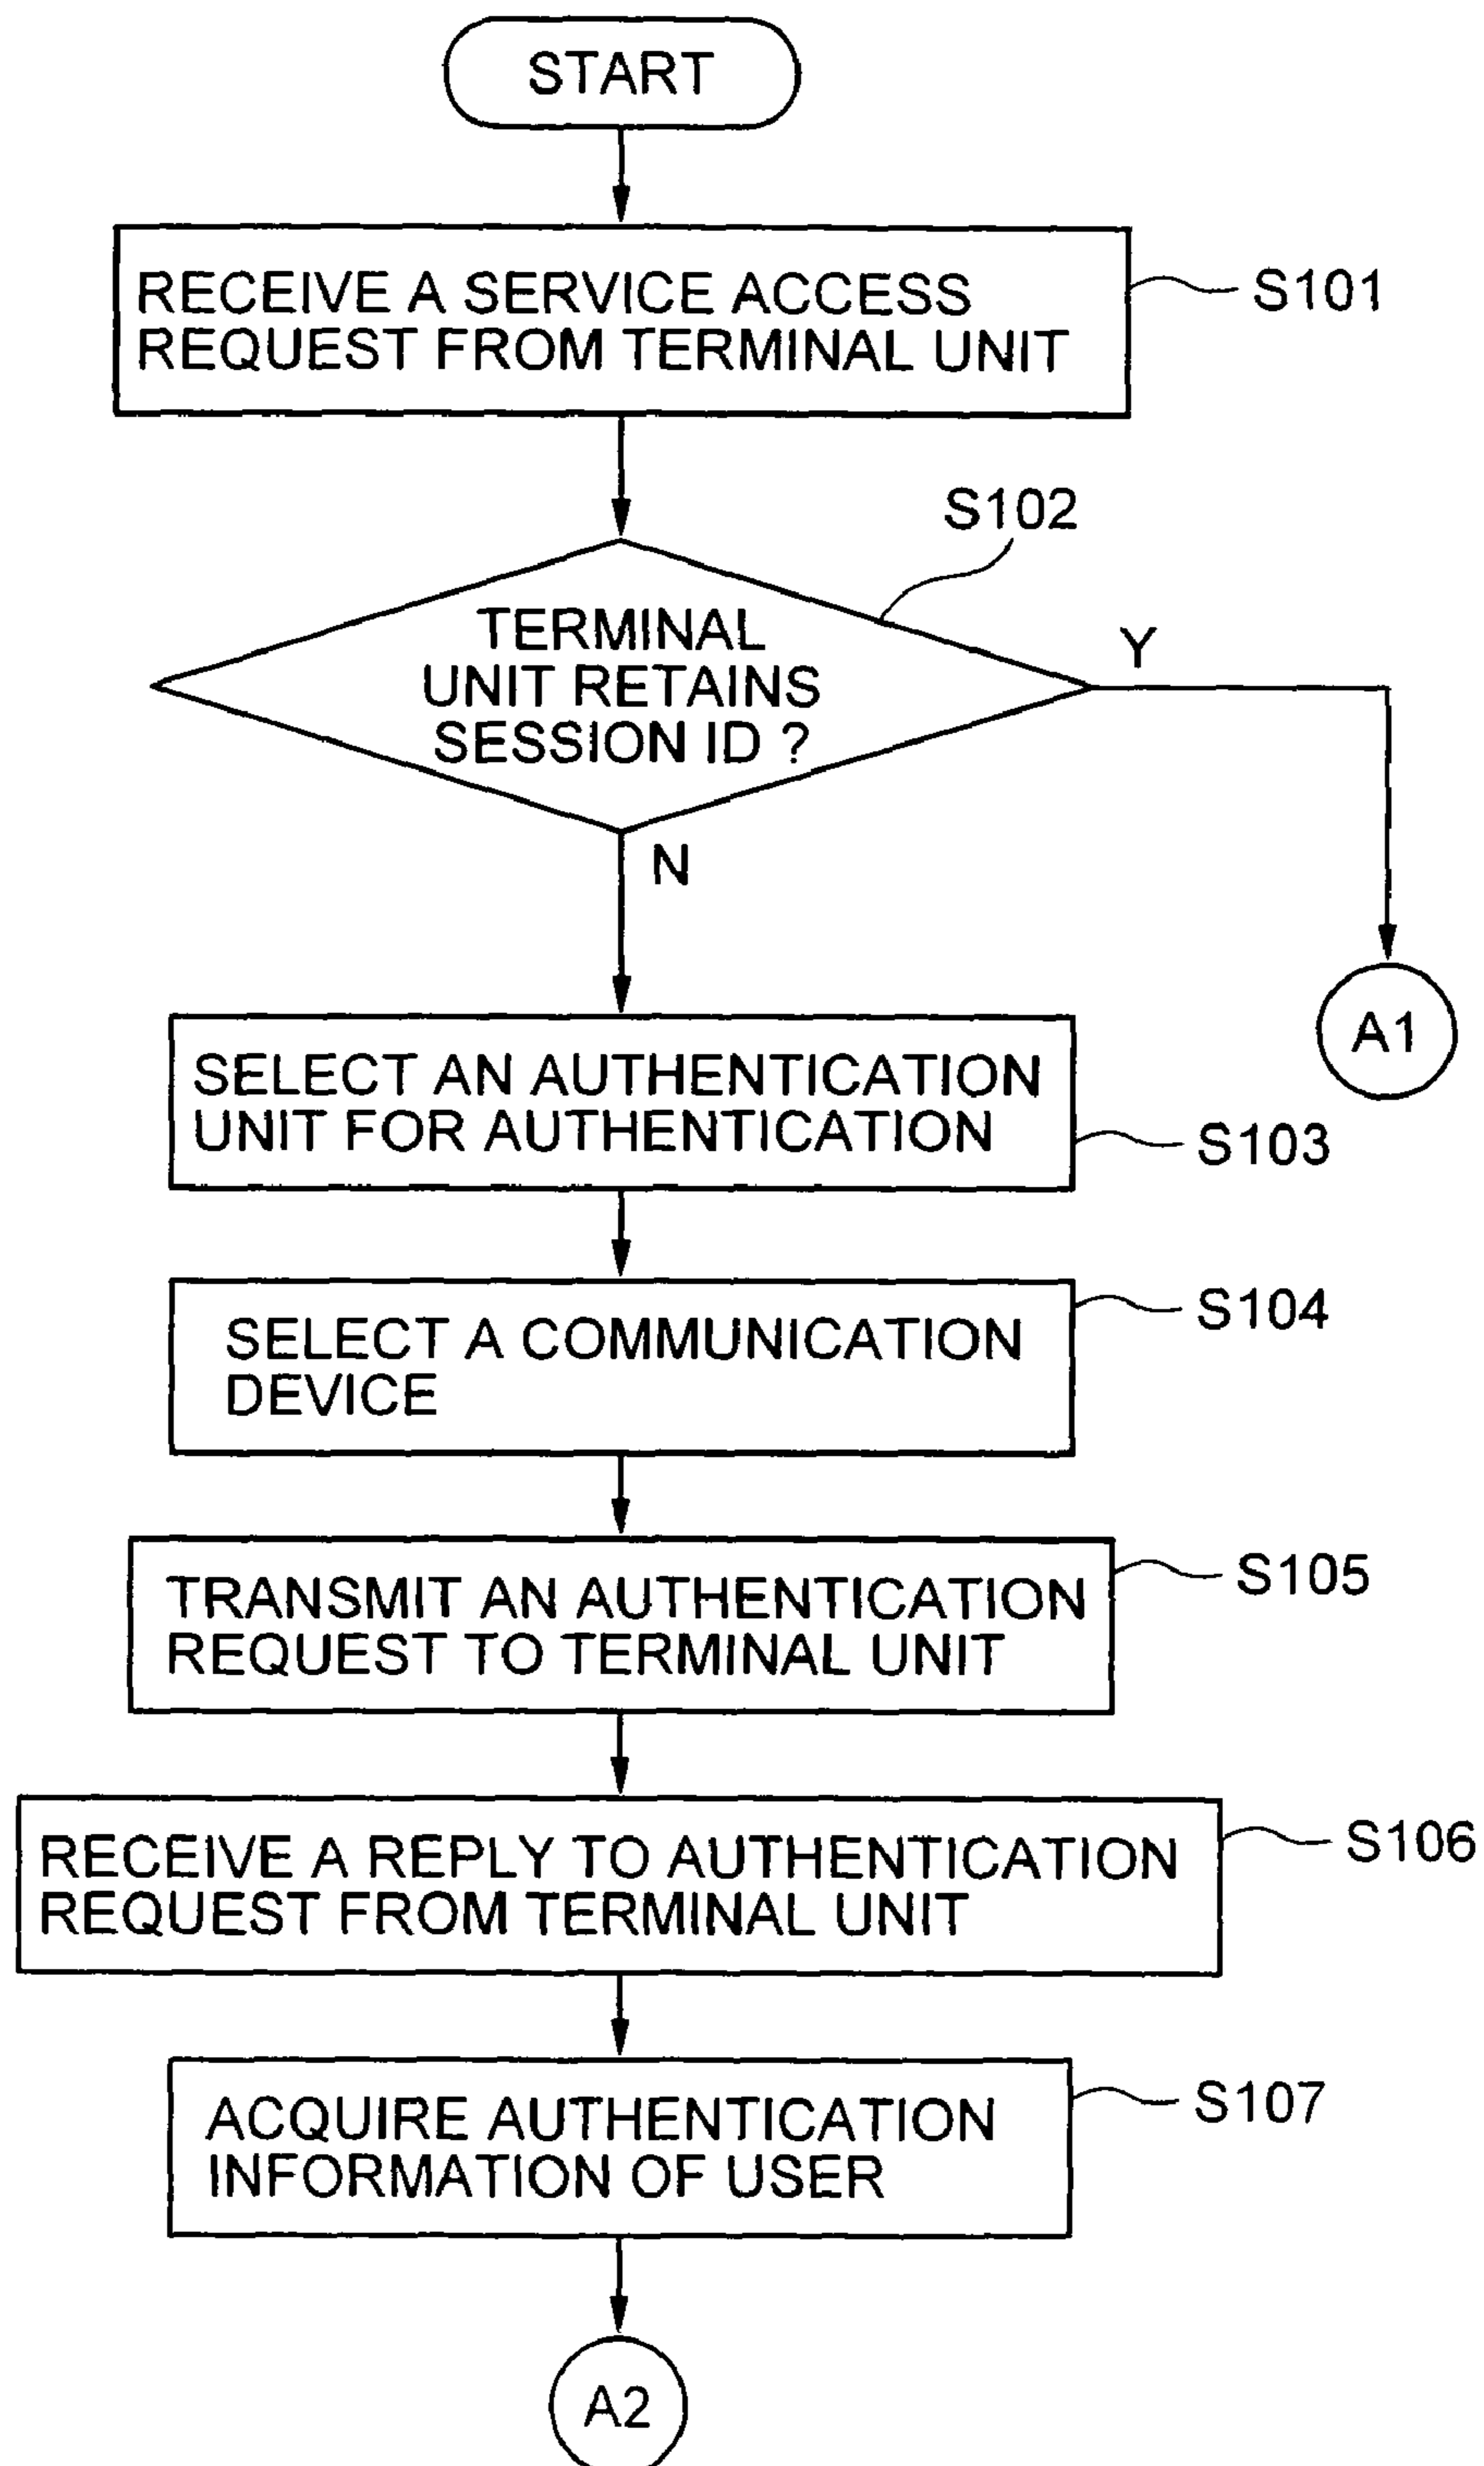 START
RECEIVE A SERVICE ACCESS
REQUEST FROM TERMINAL UNIT
S101
S102
TERMINAL
UNIT RETAINS
SESSION ID ?
Y
N
A1
SELECT AN AUTHENTICATION
UNIT FOR AUTHENTICATION
S103
SELECT A COMMUNICATION
DEVICE
S104
TRANSMIT AN AUTHENTICATION
REQUEST TO TERMINAL UNIT
S105
RECEIVE A REPLY TO AUTHENTICATION
REQUEST FROM TERMINAL UNIT
S106
ACQUIRE AUTHENTICATION
INFORMATION OF USER
S107
A2